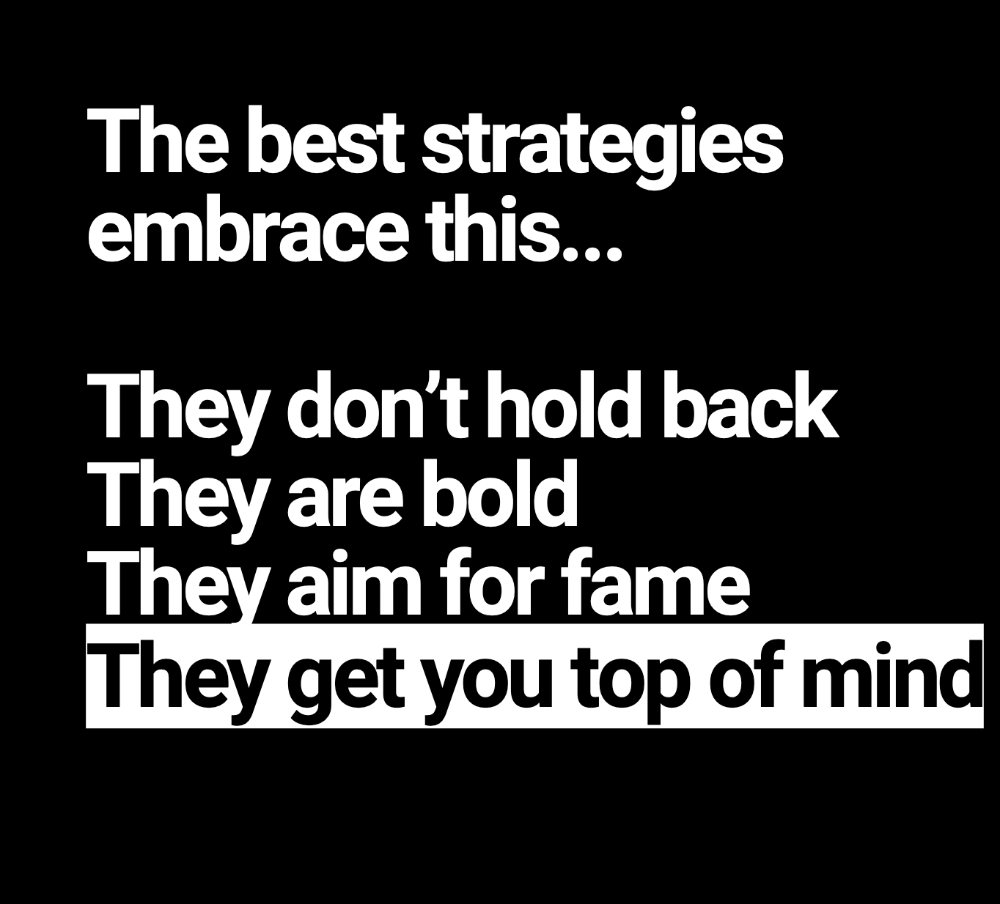 The best strategies
embrace this...
They don’t hold back
They are bold
They aim for fame
They get you top of mind